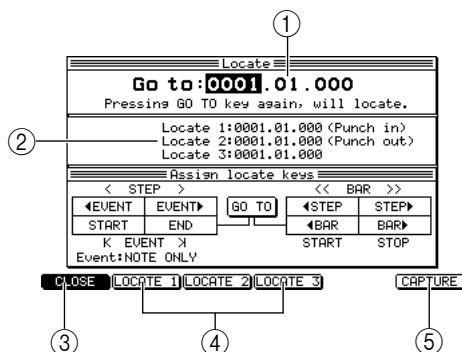 ①
Locate
Go to:0001.01.000
Pressing GO TO key again, will locate.
②
Locate 1:0001.01.000 (Punch in)
Locate 2:0001.01.000 (Punch out)
Locate 3:0001.01.000
Assign locate keys
< STEP > << BAR >>
◀EVENT EVENT▶ GO TO ◀STEP STEP▶
START END ◀BAR BAR▶
K EVENT ꓘ START STOP
Event:NOTE ONLY
CLOSE LOCATE 1 LOCATE 2 LOCATE 3 CAPTURE
③ ④ ⑤